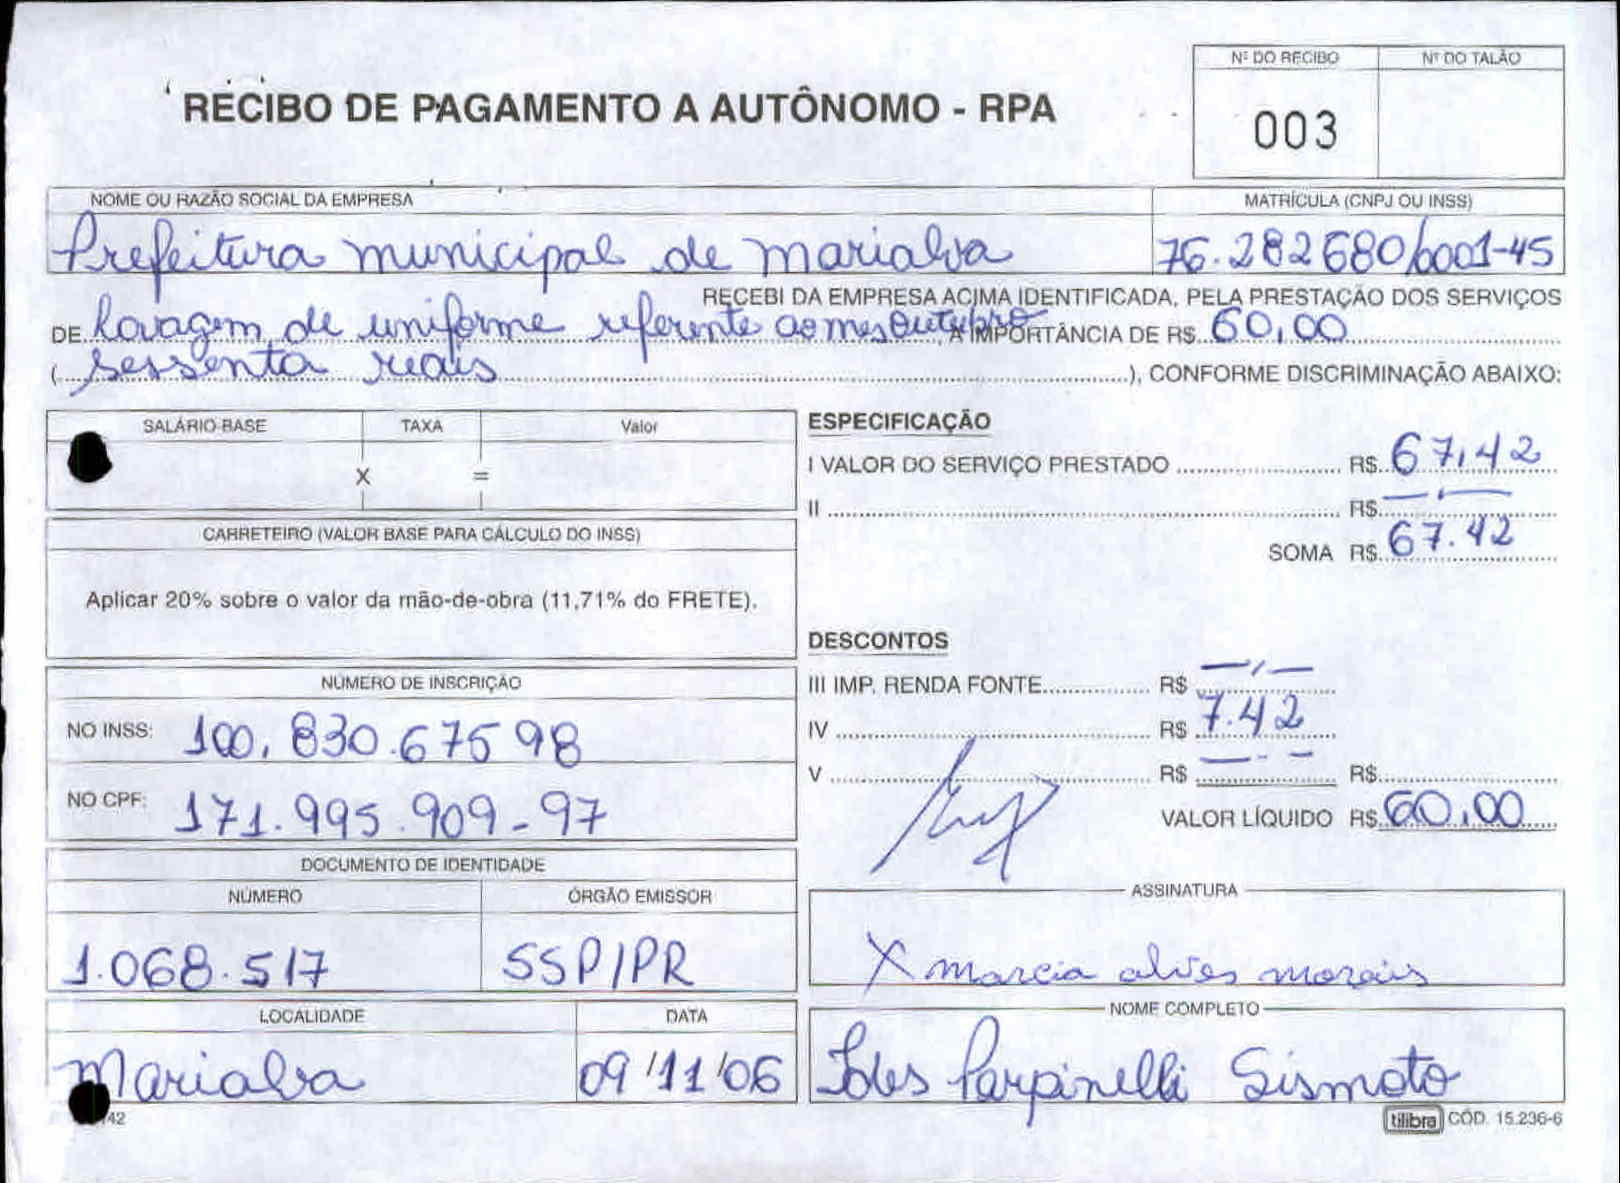 Nº DO RECIBO Nº DO TALÃO
RECIBO DE PAGAMENTO A AUTÔNOMO - RPA
003
NOME OU RAZÃO SOCIAL DA EMPRESA MATRÍCULA (CNPJ OU INSS)
Prefeitura municipal de marialva 76.282680/0001-45
RECEBI DA EMPRESA ACIMA IDENTIFICADA, PELA PRESTAÇÃO DOS SERVIÇOS
DE Lavagem de uniforme referente ao mes Outubro, A IMPORTÂNCIA DE R$ 60,00
( sessenta reais ), CONFORME DISCRIMINAÇÃO ABAIXO:
SALÁRIO BASE TAXA Valor
X =
CARRETEIRO (VALOR BASE PARA CÁLCULO DO INSS)
Aplicar 20% sobre o valor da mão-de-obra (11,71% do FRETE).
NÚMERO DE INSCRIÇÃO
NO INSS: 100.830.675 98
NO CPF: 171.995.909-97
DOCUMENTO DE IDENTIDADE
NÚMERO ÓRGÃO EMISSOR
1.068.517 SSP/PR
LOCALIDADE DATA
Marialva 09/11/06
42
ESPECIFICAÇÃO
I VALOR DO SERVIÇO PRESTADO R$ 67,42
II R$
SOMA R$ 67.42
DESCONTOS
III IMP. RENDA FONTE R$
IV R$ 7.42
V R$ R$
VALOR LÍQUIDO R$ 60,00
ASSINATURA
X marcia alves morais
NOME COMPLETO
Parpinelli Sismoto
tilibra CÓD. 15.236-6